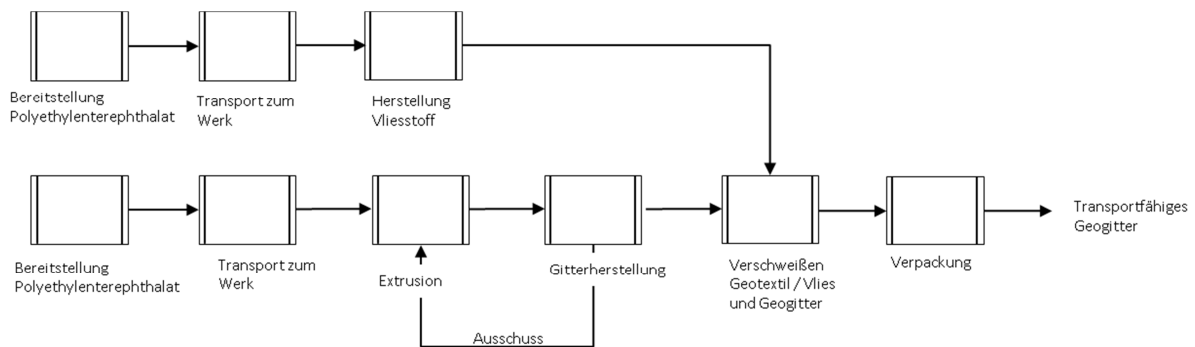 Bereitstellung
Polyethylenterephthalat
Transport zum
Werk
Herstellung
Vliesstoff
Bereitstellung
Polyethylenterephthalat
Transport zum
Werk
Extrusion
Gitterherstellung
Verschweißen
Geotextil / Vlies
und Geogitter
Verpackung
Transportfähiges
Geogitter
Ausschuss